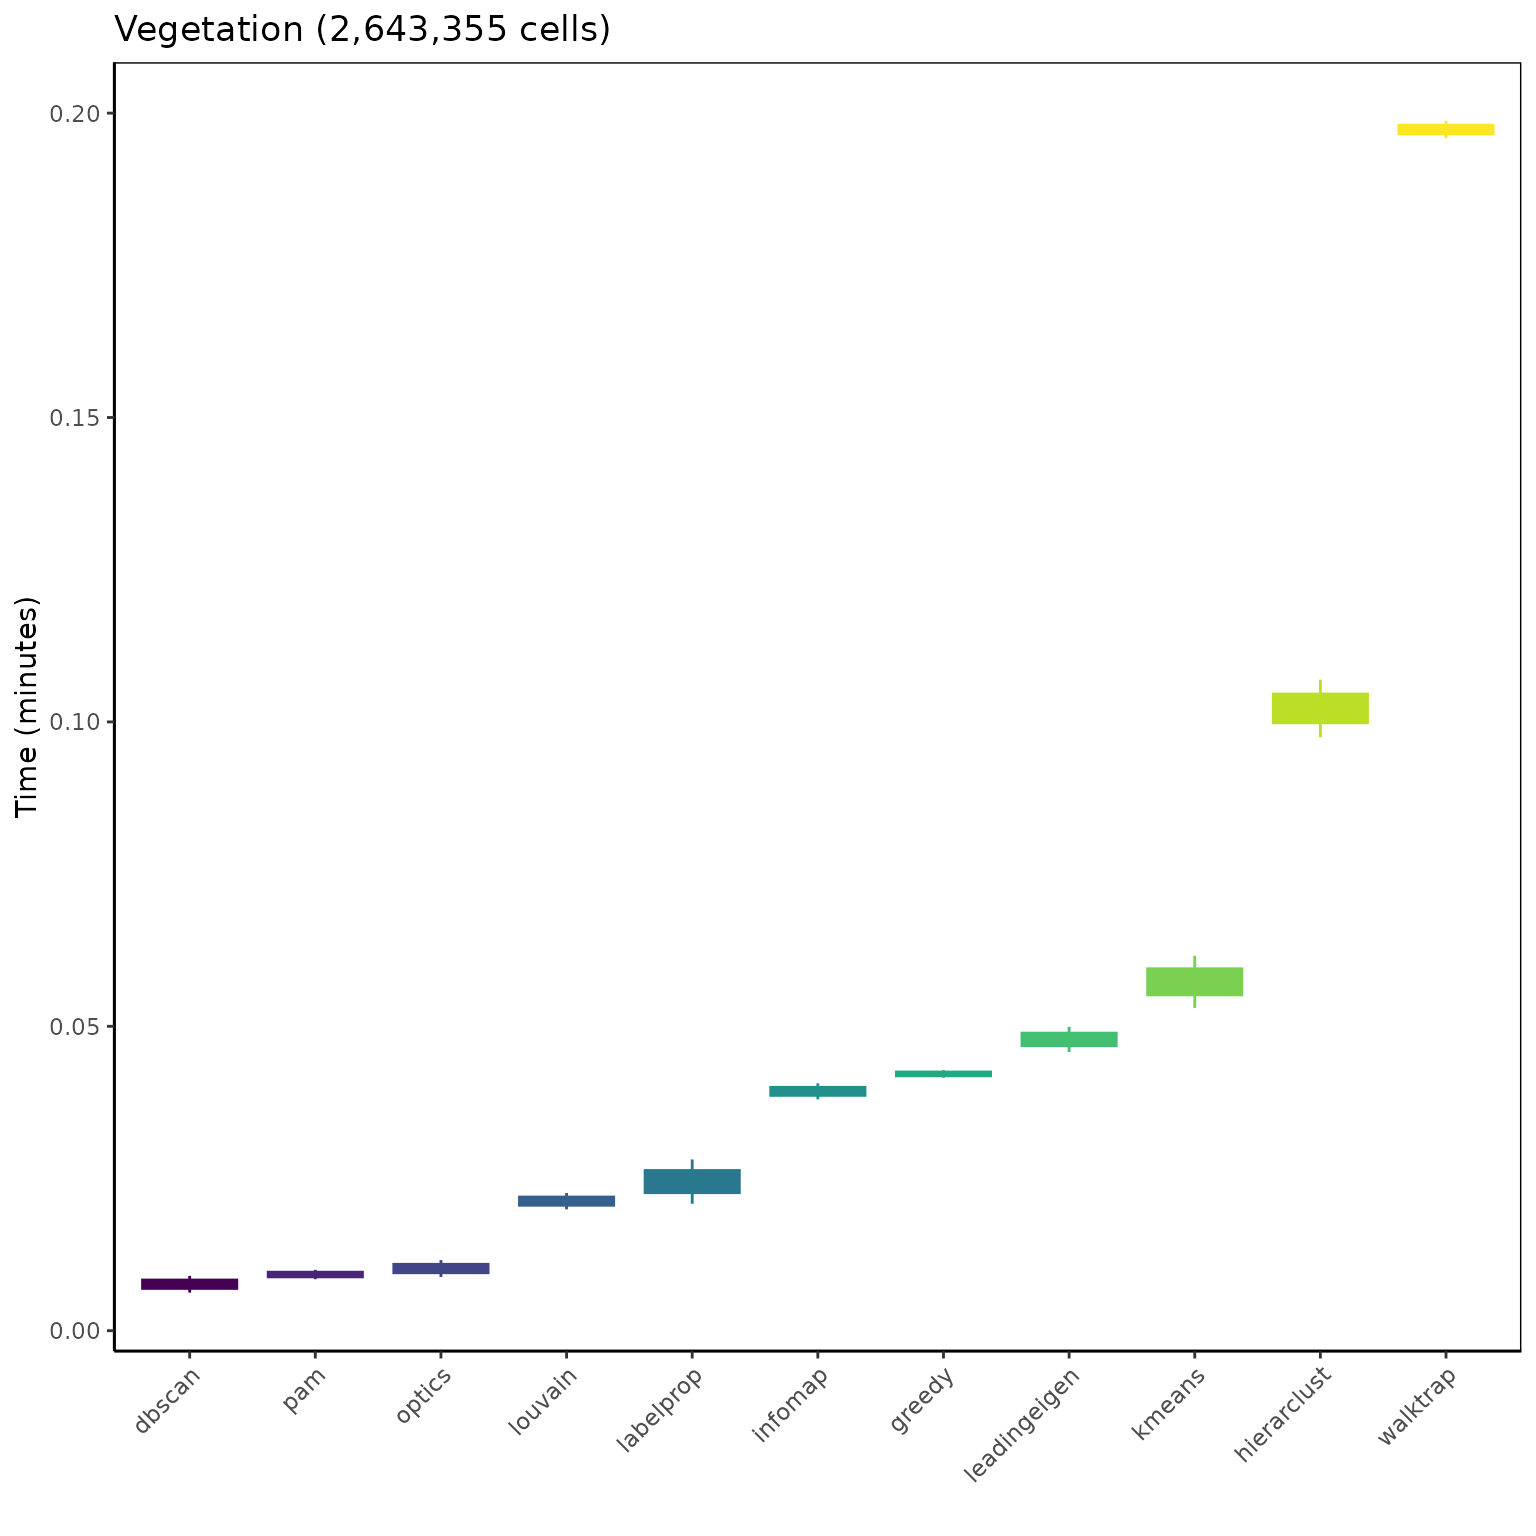 Vegetation (2,643,355 cells)
Time (minutes)
0.20
0.15
0.10
0.05
0.00
dbscan
pam
optics
louvain
labelprop
infomap
greedy
leadingeigen
kmeans
hierarclust
walktrap